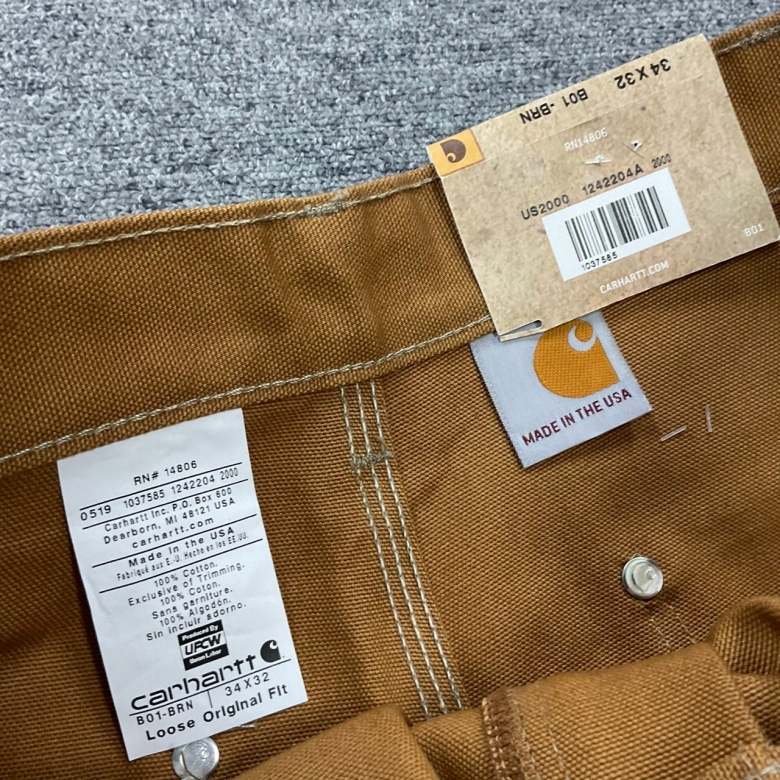 34 X 32
B01 -BRN
RN14806
US2000 1242204A 2000
1037585
B01
CARHARTT.COM
MADE IN THE USA
RN# 14806
0519 1037585 1242204 2000
Carhartt Inc. P.O. Box 600
Dearborn, MI 48121 USA
carhartt.com
Made in the USA
Fabriqué aux E.-U. Hecho en los EE.UU.
100% Cotton.
Exclusive of Trimming.
100% Coton.
Sans garniture.
100% Algodón.
Sin incluir adorno.
Produced By
UFCW
Union Labor
carhartt
B01-BRN 34X32
Loose Original Fit